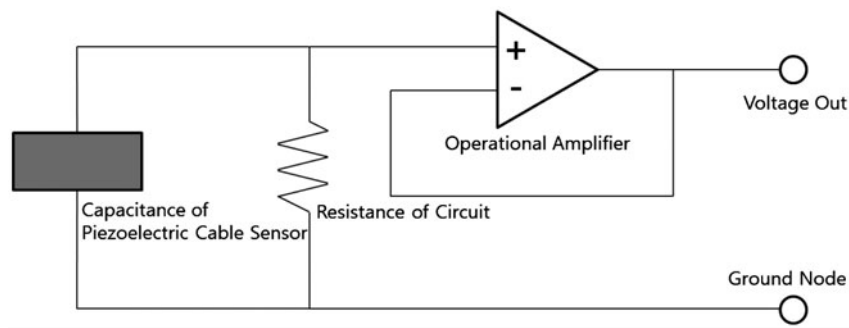 +
-
Voltage Out
Operational Amplifier
Capacitance of
Piezoelectric Cable Sensor
Resistance of Circuit
Ground Node